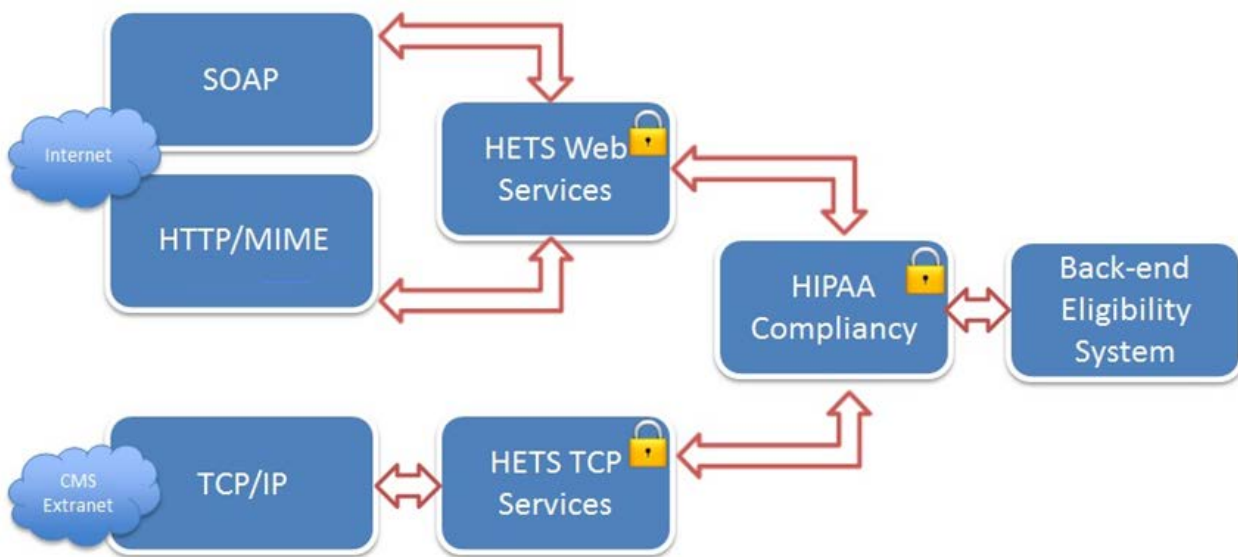 SOAP
Internet
HTTP/MIME
HETS Web
Services
HIPAA
Compliancy
Back-end
Eligibility
System
CMS
Extranet
TCP/IP
HETS TCP
Services